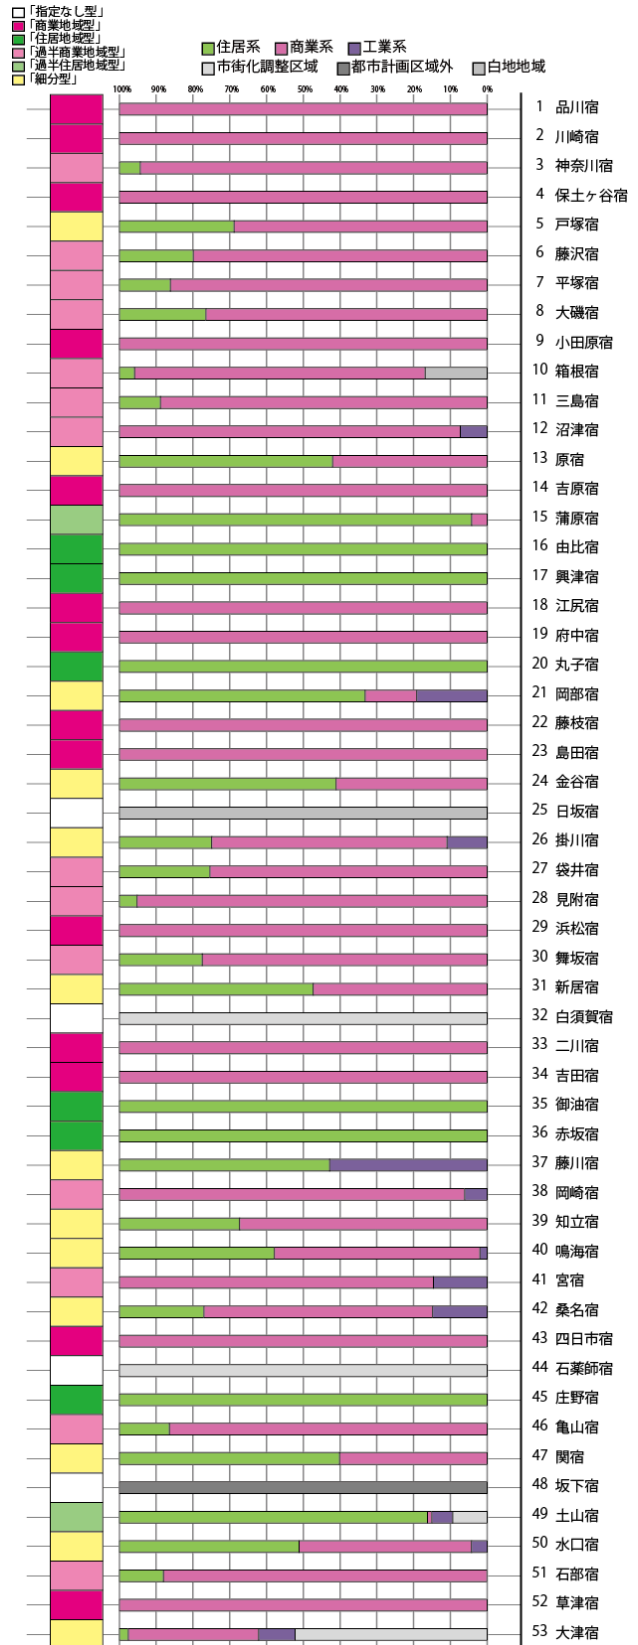 「指定なし型」
「商業地域型」
「住居地域型」
「過半商業地域型」
「過半住居地域型」
「細分型」
住居系 商業系 工業系
市街化調整区域 都市計画区域外 白地地域
100% 90% 80% 70% 60% 50% 40% 30% 20% 10% 0%
1 品川宿
2 川崎宿
3 神奈川宿
4 保土ヶ谷宿
5 戸塚宿
6 藤沢宿
7 平塚宿
8 大磯宿
9 小田原宿
10 箱根宿
11 三島宿
12 沼津宿
13 原宿
14 吉原宿
15 蒲原宿
16 由比宿
17 興津宿
18 江尻宿
19 府中宿
20 丸子宿
21 岡部宿
22 藤枝宿
23 島田宿
24 金谷宿
25 日坂宿
26 掛川宿
27 袋井宿
28 見附宿
29 浜松宿
30 舞坂宿
31 新居宿
32 白須賀宿
33 二川宿
34 吉田宿
35 御油宿
36 赤坂宿
37 藤川宿
38 岡崎宿
39 知立宿
40 鳴海宿
41 宮宿
42 桑名宿
43 四日市宿
44 石薬師宿
45 庄野宿
46 亀山宿
47 関宿
48 坂下宿
49 土山宿
50 水口宿
51 石部宿
52 草津宿
53 大津宿